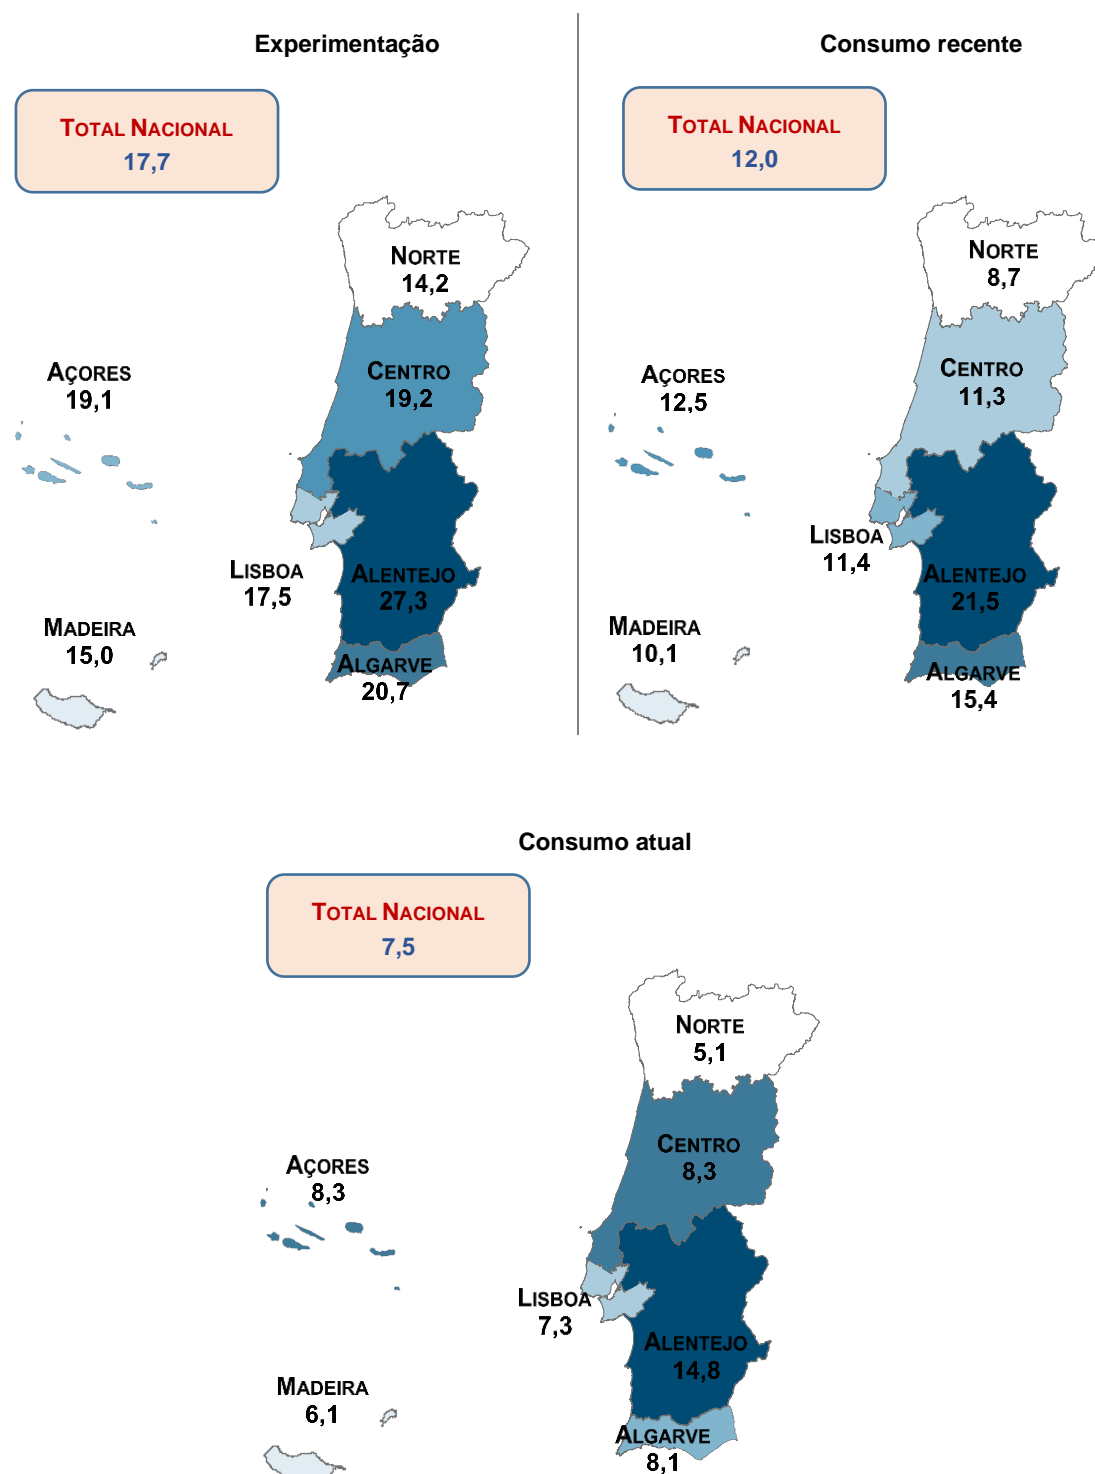 Experimentação
TOTAL NACIONAL
17,7
NORTE
14,2
CENTRO
19,2
AÇORES
19,1
LISBOA
17,5
ALENTEJO
27,3
MADEIRA
15,0
ALGARVE
20,7
Consumo recente
TOTAL NACIONAL
12,0
NORTE
8,7
CENTRO
11,3
AÇORES
12,5
LISBOA
11,4
ALENTEJO
21,5
MADEIRA
10,1
ALGARVE
15,4
Consumo atual
TOTAL NACIONAL
7,5
NORTE
5,1
CENTRO
8,3
AÇORES
8,3
LISBOA
7,3
ALENTEJO
14,8
MADEIRA
6,1
ALGARVE
8,1